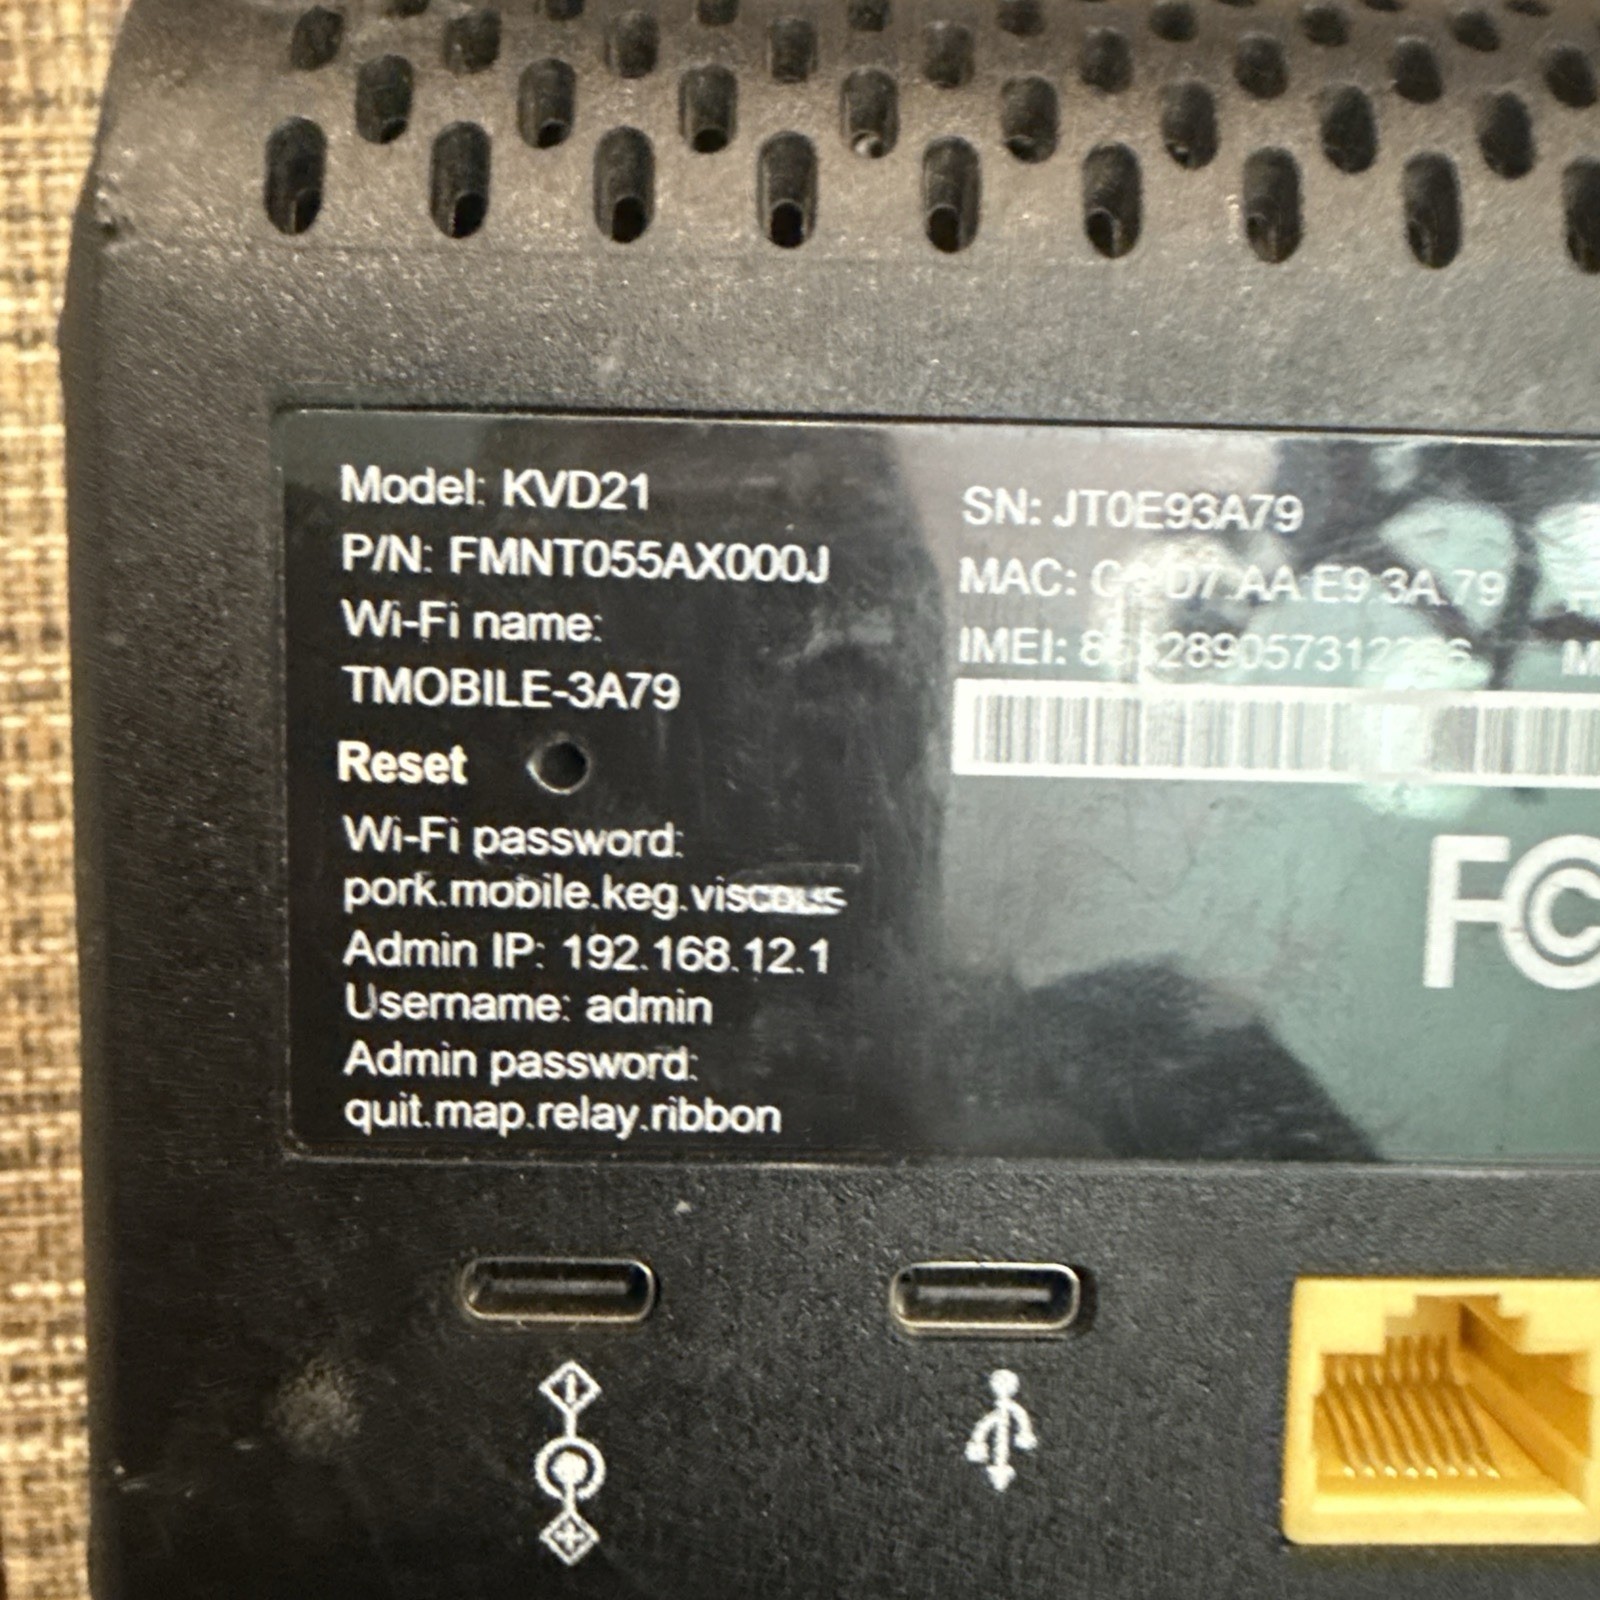 Model: KVD21
P/N: FMNT055AX000J
Wi-Fi name:
TMOBILE-3A79
Reset
Wi-Fi password:
pork.mobile.keg.viscous
Admin IP: 192.168.12.1
Username: admin
Admin password:
quit.map.relay.ribbon
SN: JT0E93A79
MAC:
IMEI:
FC